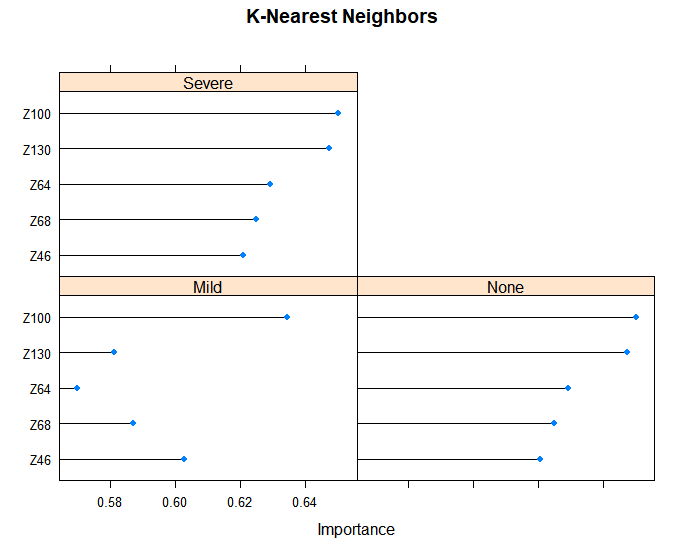 K-Nearest Neighbors
Severe
Z100
Z130
Z64
Z68
Z46
Mild
None
Z100
Z130
Z64
Z68
Z46
0.58
0.60
0.62
0.64
Importance